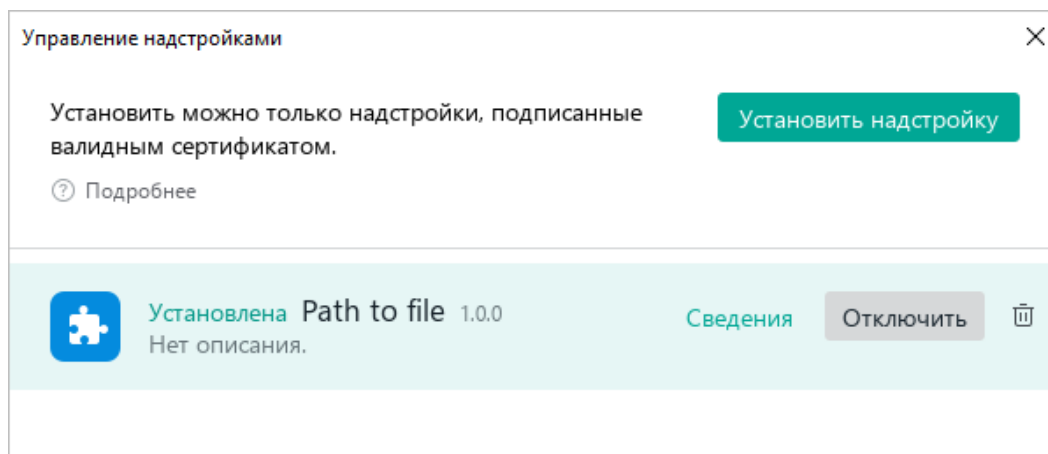 Управление надстройками
Установить можно только надстройки, подписанные
валидным сертификатом.
Установить надстройку
? Подробнее
Установлена Path to file 1.0.0
Нет описания.
Сведения
Отключить